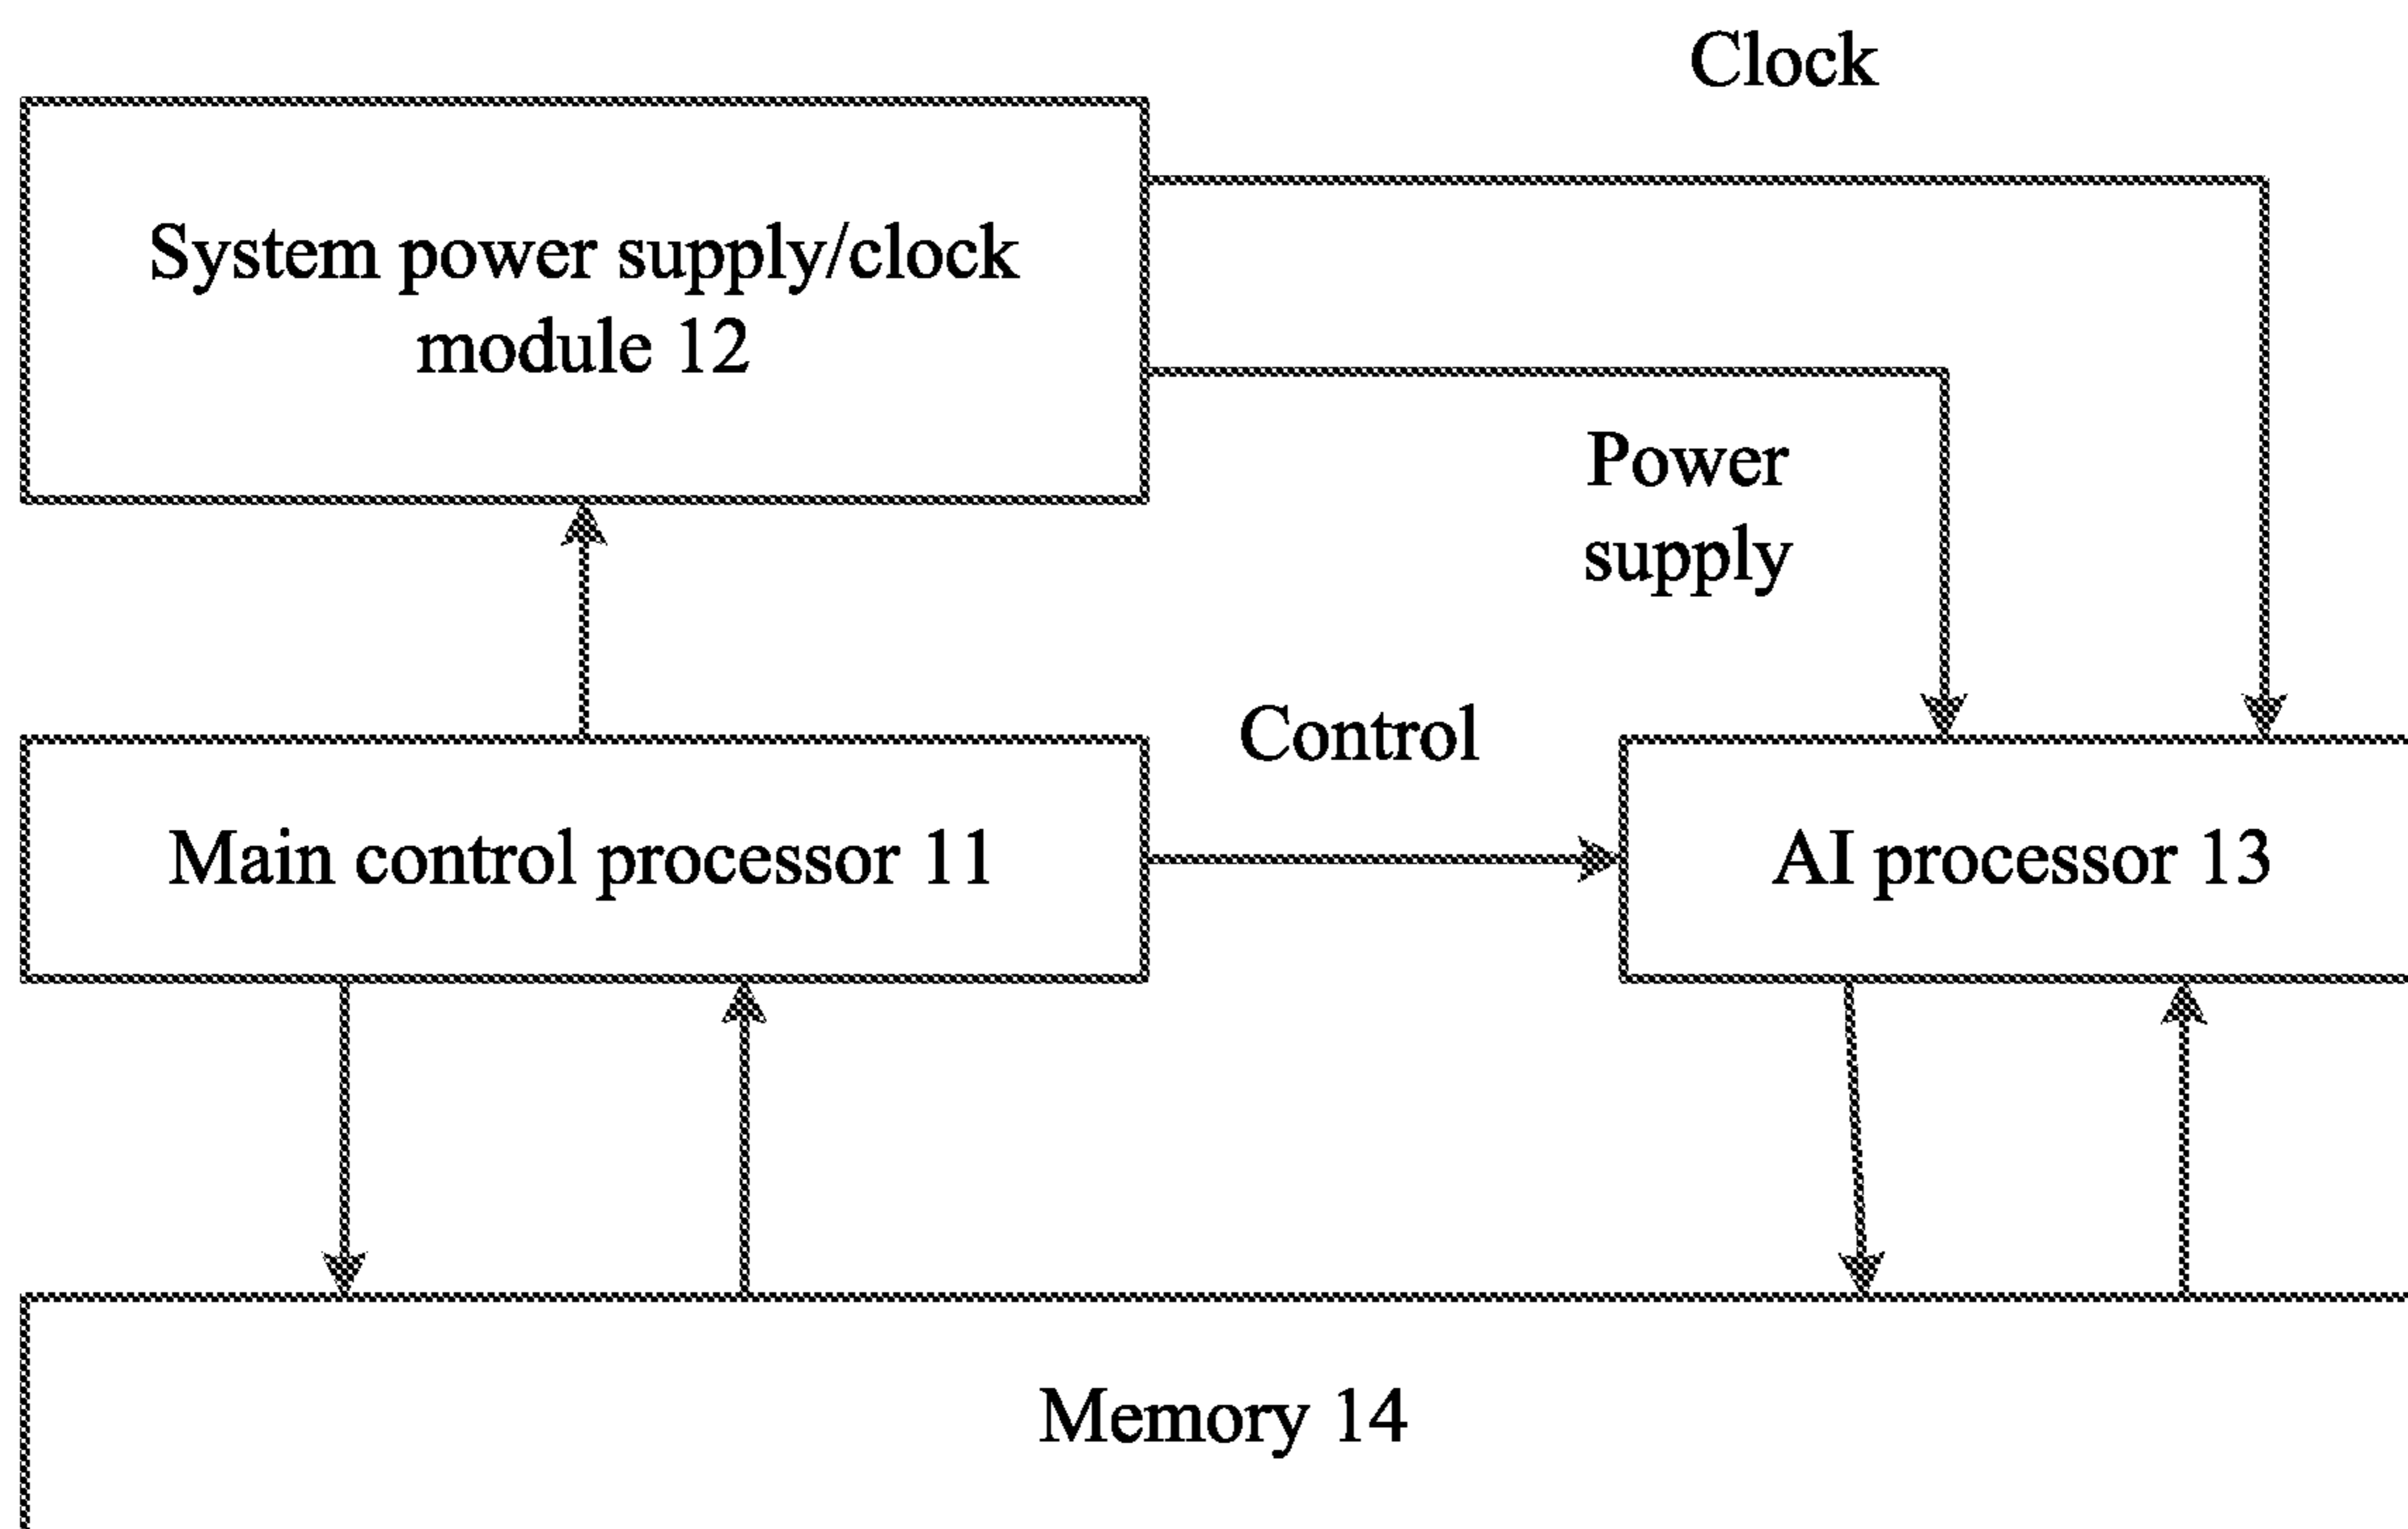 Clock
System power supply/clock
module 12
Power
supply
Control
Main control processor 11
AI processor 13
Memory 14